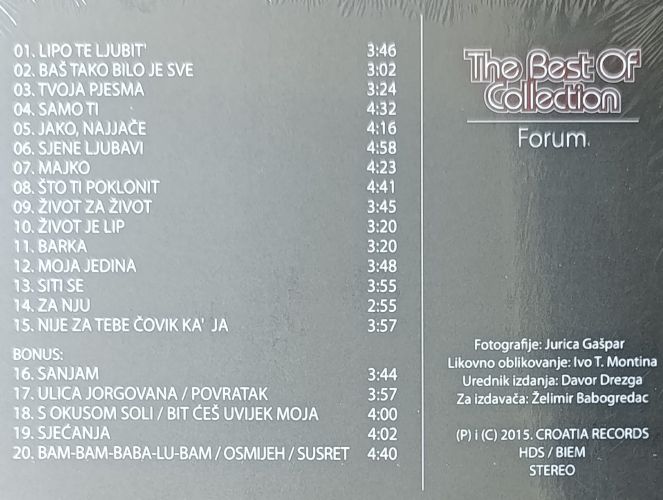 01. LIPO TE LJUBIT' 3:46
02. BAŠ TAKO BILO JE SVE 3:02
03. TVOJA PJESMA 3:24
04. SAMO TI 4:32
05. JAKO, NAJJAČE 4:16
06. SJENE LJUBAVI 4:58
07. MAJKO 4:23
08. ŠTO TI POKLONIT 4:41
09. ŽIVOT ZA ŽIVOT 3:45
10. ŽIVOT JE LIP 3:20
11. BARKA 3:20
12. MOJA JEDINA 3:48
13. SITI SE 3:55
14. ZA NJU 2:55
15. NIJE ZA TEBE ČOVIK KA' JA 3:57
BONUS:
16. SANJAM 3:44
17. ULICA JORGOVANA / POVRATAK 3:57
18. S OKUSOM SOLI / BIT ĆEŠ UVIJEK MOJA 4:00
19. SJEĆANJA 4:02
20. BAM-BAM-BABA-LU-BAM / OSMIJEH / SUSRET 4:40
The Best Of
Collection
Forum
Fotografije: Jurica Gašpar
Likovno oblikovanje: Ivo T. Montina
Urednik izdanja: Davor Drezga
Za izdavača: Želimir Babogredac
(P) i (C) 2015. CROATIA RECORDS
HDS / BIEM
STEREO